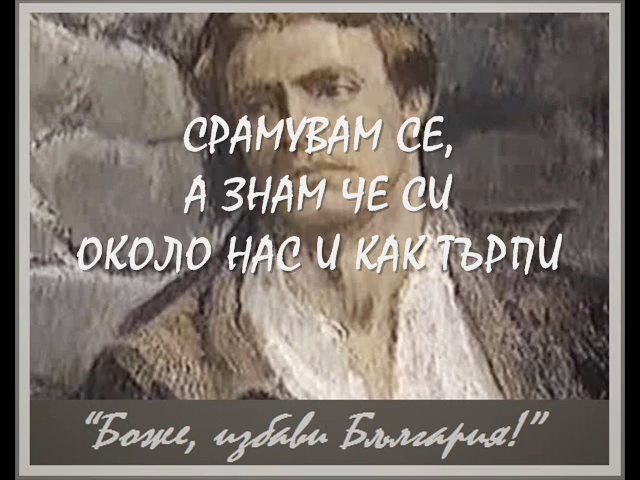 СРАМУВАМ СЕ,
А ЗНАМ ЧЕ СИ
ОКОЛО НАС И КАК ТЪРПИ
“Боже, избави България!”